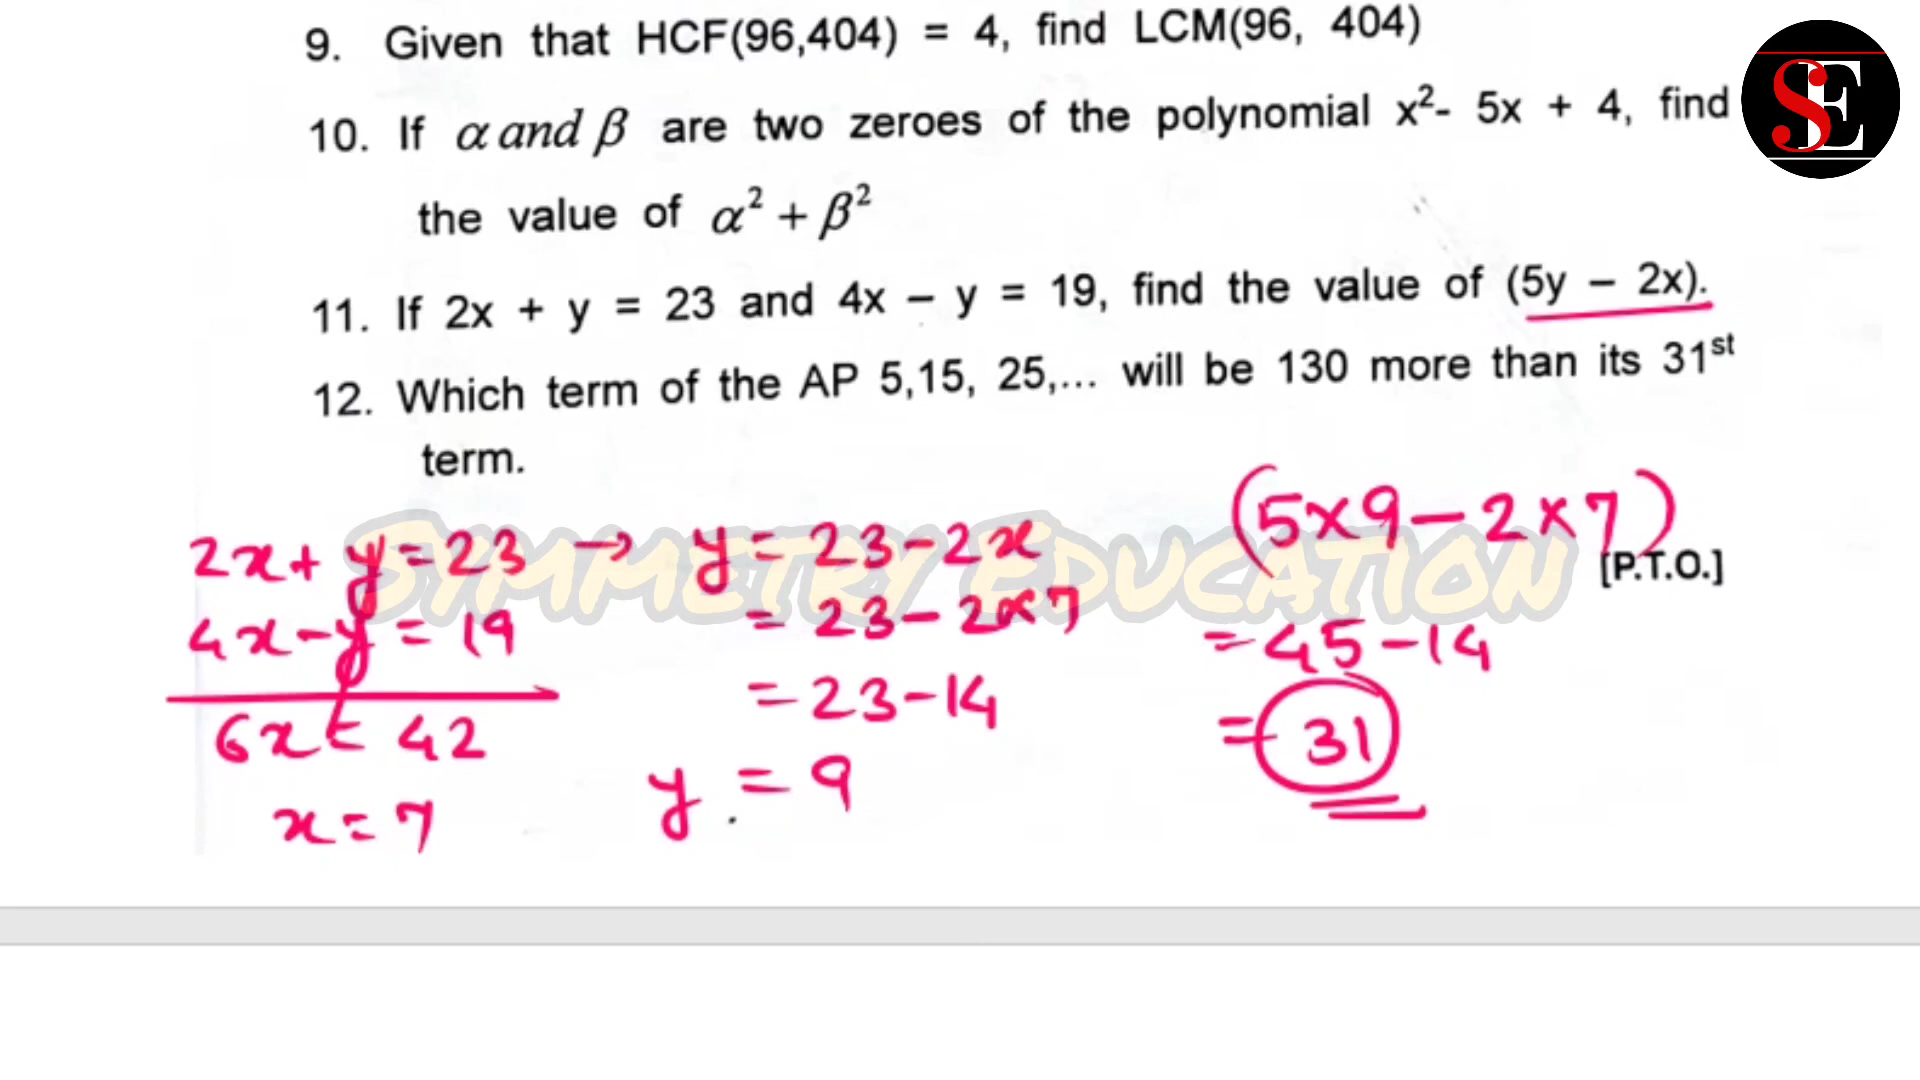 9. Given that HCF(96,404) = 4, find LCM(96, 404)
10. If α and β are two zeroes of the polynomial x²- 5x + 4, find
the value of α² + β²
11. If 2x + y = 23 and 4x – y = 19, find the value of (5y – 2x).
12. Which term of the AP 5,15, 25,... will be 130 more than its 31st
term.
[P.T.O.]
SE
SYMMETRY EDUCATION
2x + y = 23 → y = 23 - 2x
4x - y = 19
= 23 - 2×7
6x = 42
= 23 - 14
x = 7
y = 9
(5×9 - 2×7)
= 45 - 14
= 31